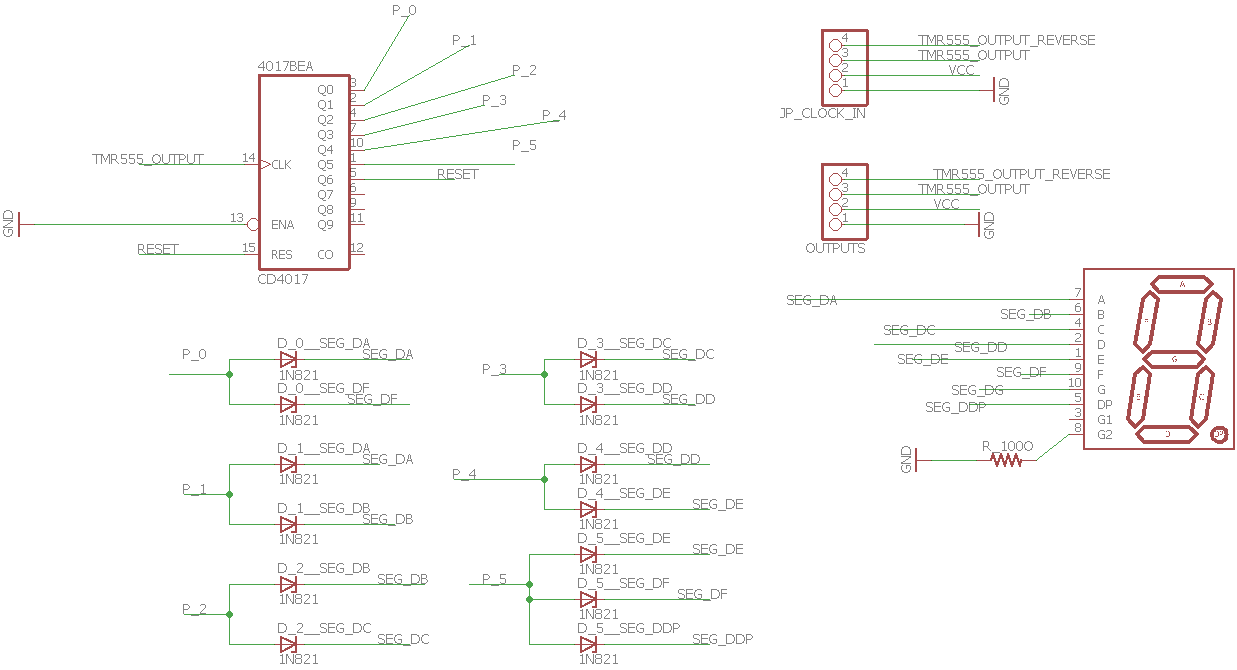 P_0
P_1
P_2
P_3
P_4
P_5
4017BEA
TMR555_OUTPUT
14
CLK
GND
13
ENA
RESET
15
RES
Q0 3
Q1 2
Q2 4
Q3 7
Q4 10
Q5 1
Q6 5
RESET
Q7 6
Q8 9
Q9 11
CO 12
CD4017
4 TMR555_OUTPUT_REVERSE
3 TMR555_OUTPUT
2 VCC
1 GND
JP_CLOCK_IN
4 TMR555_OUTPUT_REVERSE
3 TMR555_OUTPUT
2 VCC
1 GND
OUTPUTS
SEG_DA 7 A
SEG_DB 6 B
SEG_DC 4 C
SEG_DD 2 D
SEG_DE 1 E
SEG_DF 9 F
SEG_DG 10 G
SEG_DDP 5 DP
3 G1
8 G2
GND
R_100O
A
F
B
G
E
C
D
DP
P_0
D_0__SEG_DA
SEG_DA
1N821
D_0__SEG_DF
SEG_DF
1N821
P_1
D_1__SEG_DA
SEG_DA
1N821
D_1__SEG_DB
SEG_DB
1N821
P_2
D_2__SEG_DB
SEG_DB
1N821
D_2__SEG_DC
SEG_DC
1N821
P_3
D_3__SEG_DC
SEG_DC
1N821
D_3__SEG_DD
SEG_DD
1N821
P_4
D_4__SEG_DD
SEG_DD
1N821
D_4__SEG_DE
SEG_DE
1N821
P_5
D_5__SEG_DE
SEG_DE
1N821
D_5__SEG_DF
SEG_DF
1N821
D_5__SEG_DDP
SEG_DDP
1N821